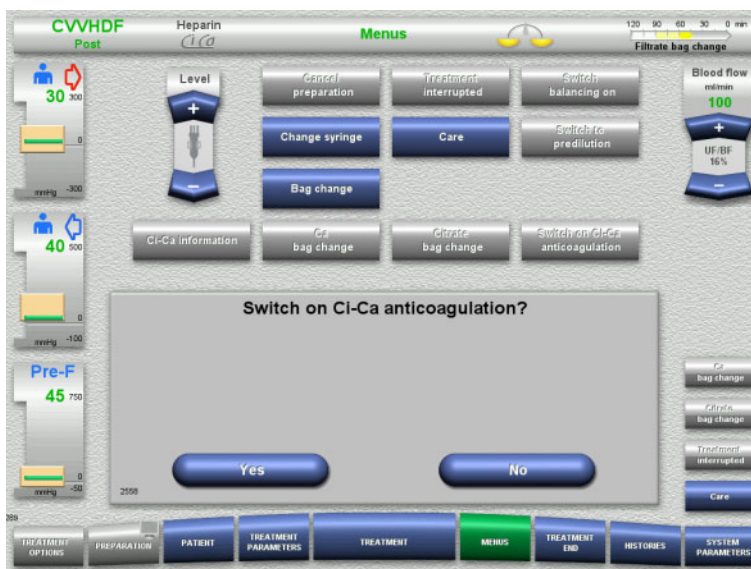 CVVHDF
Post
Heparin
Ci Ca
Menus
120 90 60 30 0 min
Filtrate bag change
30 300
0
mmHg -300
Level
+
−
Cancel
preparation
Treatment
interrupted
Switch
balancing on
Change syringe
Care
Switch to
predilution
Bag change
Blood flow
ml/min
100
+
UF/BF
16%
−
40 500
0
mmHg -100
Ci-Ca information
Ca
bag change
Citrate
bag change
Switch on Ci-Ca
anticoagulation
Switch on Ci-Ca anticoagulation?
Yes
No
2558
Pre-F
45 750
0
mmHg -50
Ca
bag change
Citrate
bag change
Treatment
interrupted
Care
289
TREATMENT
OPTIONS
PREPARATION
PATIENT
TREATMENT
PARAMETERS
TREATMENT
MENUS
TREATMENT
END
HISTORIES
SYSTEM
PARAMETERS